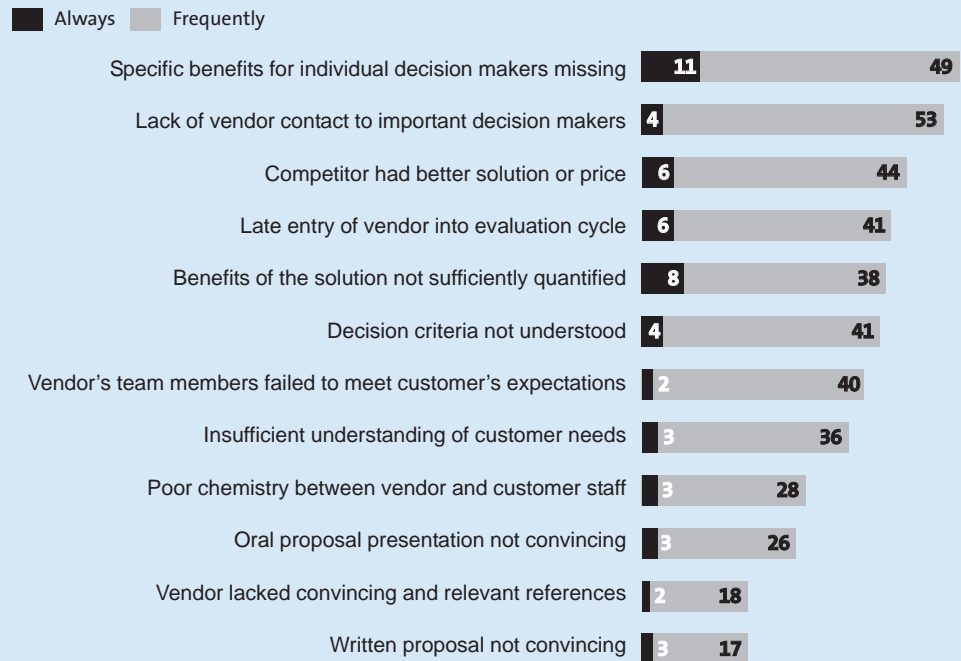 Always Frequently
Specific benefits for individual decision makers missing 11 49
Lack of vendor contact to important decision makers 4 53
Competitor had better solution or price 6 44
Late entry of vendor into evaluation cycle 6 41
Benefits of the solution not sufficiently quantified 8 38
Decision criteria not understood 4 41
Vendor’s team members failed to meet customer’s expectations 2 40
Insufficient understanding of customer needs 3 36
Poor chemistry between vendor and customer staff 3 28
Oral proposal presentation not convincing 3 26
Vendor lacked convincing and relevant references 2 18
Written proposal not convincing 3 17